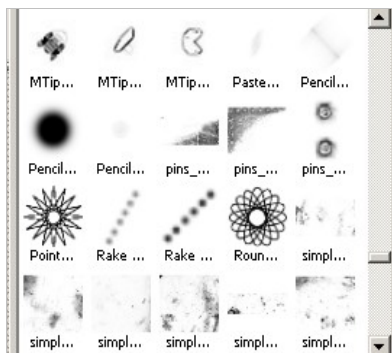 MTip... MTip... MTip... Paste... Pencil...
Pencil... Pencil... pins_... pins_... pins_...
Point... Rake ... Rake ... Roun... simpl...
simpl... simpl... simpl... simpl... simpl...